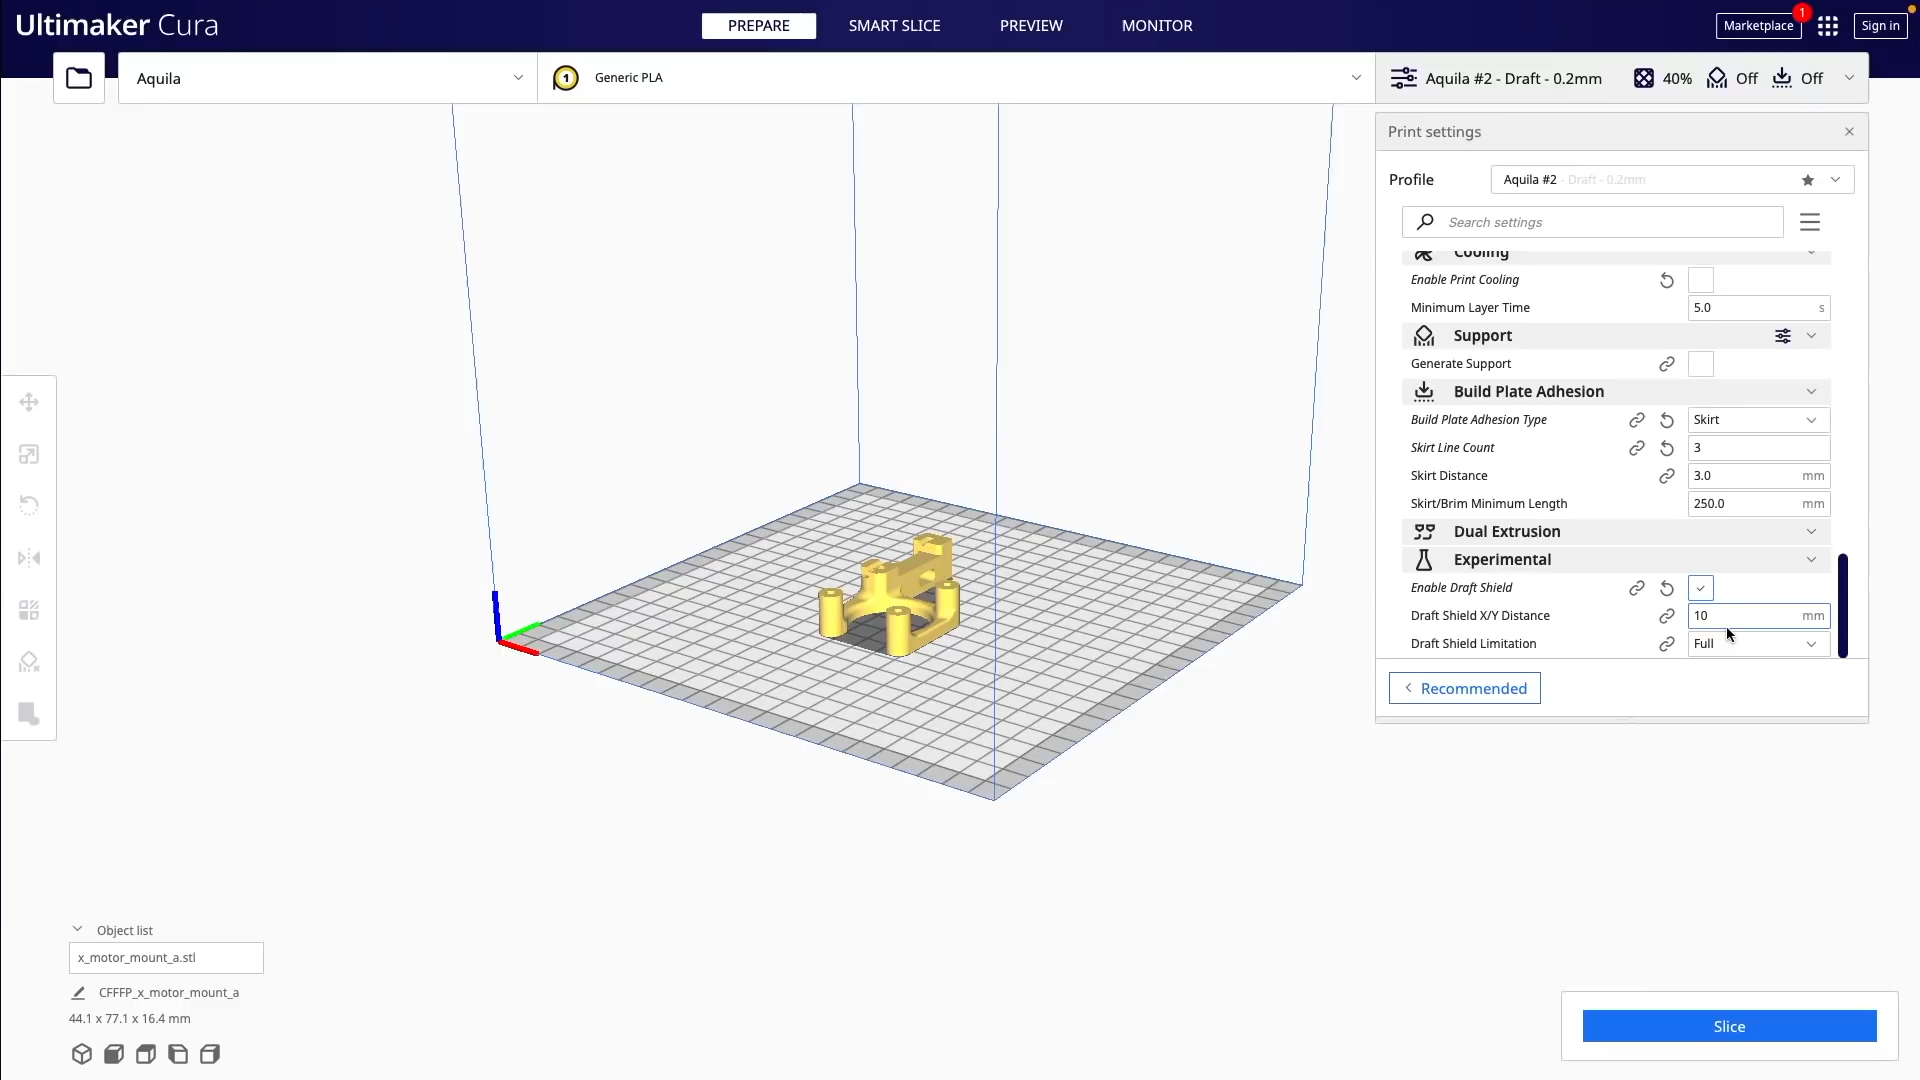 Ultimaker Cura
PREPARE
SMART SLICE
PREVIEW
MONITOR
Marketplace
1
Sign in
Aquila
1
Generic PLA
Aquila #2 - Draft - 0.2mm
40%
Off
Off
Print settings
Profile
Aquila #2 - Draft - 0.2mm
Search settings
Cooling
Enable Print Cooling
Minimum Layer Time
5.0
s
Support
Generate Support
Build Plate Adhesion
Build Plate Adhesion Type
Skirt
Skirt Line Count
3
Skirt Distance
3.0
mm
Skirt/Brim Minimum Length
250.0
mm
Dual Extrusion
Experimental
Enable Draft Shield
Draft Shield X/Y Distance
10
mm
Draft Shield Limitation
Full
Recommended
Object list
x_motor_mount_a.stl
CFFFP_x_motor_mount_a
44.1 x 77.1 x 16.4 mm
Slice